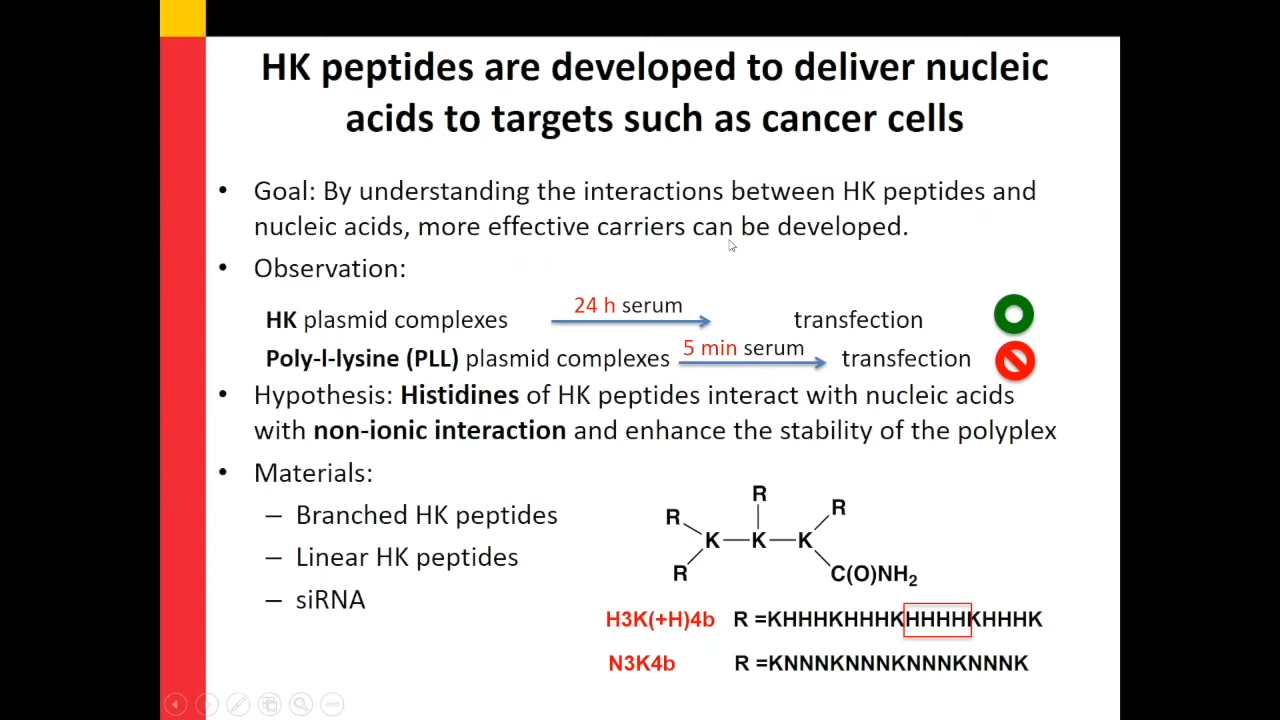 HK peptides are developed to deliver nucleic
acids to targets such as cancer cells
• Goal: By understanding the interactions between HK peptides and
nucleic acids, more effective carriers can be developed.
• Observation:
HK plasmid complexes 24 h serum transfection
Poly-l-lysine (PLL) plasmid complexes 5 min serum transfection
• Hypothesis: Histidines of HK peptides interact with nucleic acids
with non-ionic interaction and enhance the stability of the polyplex
• Materials:
– Branched HK peptides
– Linear HK peptides
– siRNA
R
R R
K K K
R C(O)NH2
H3K(+H)4b R =KHHHKHHHKHHHHKHHHK
N3K4b R =KNNNKNNNKNNNKNNNK